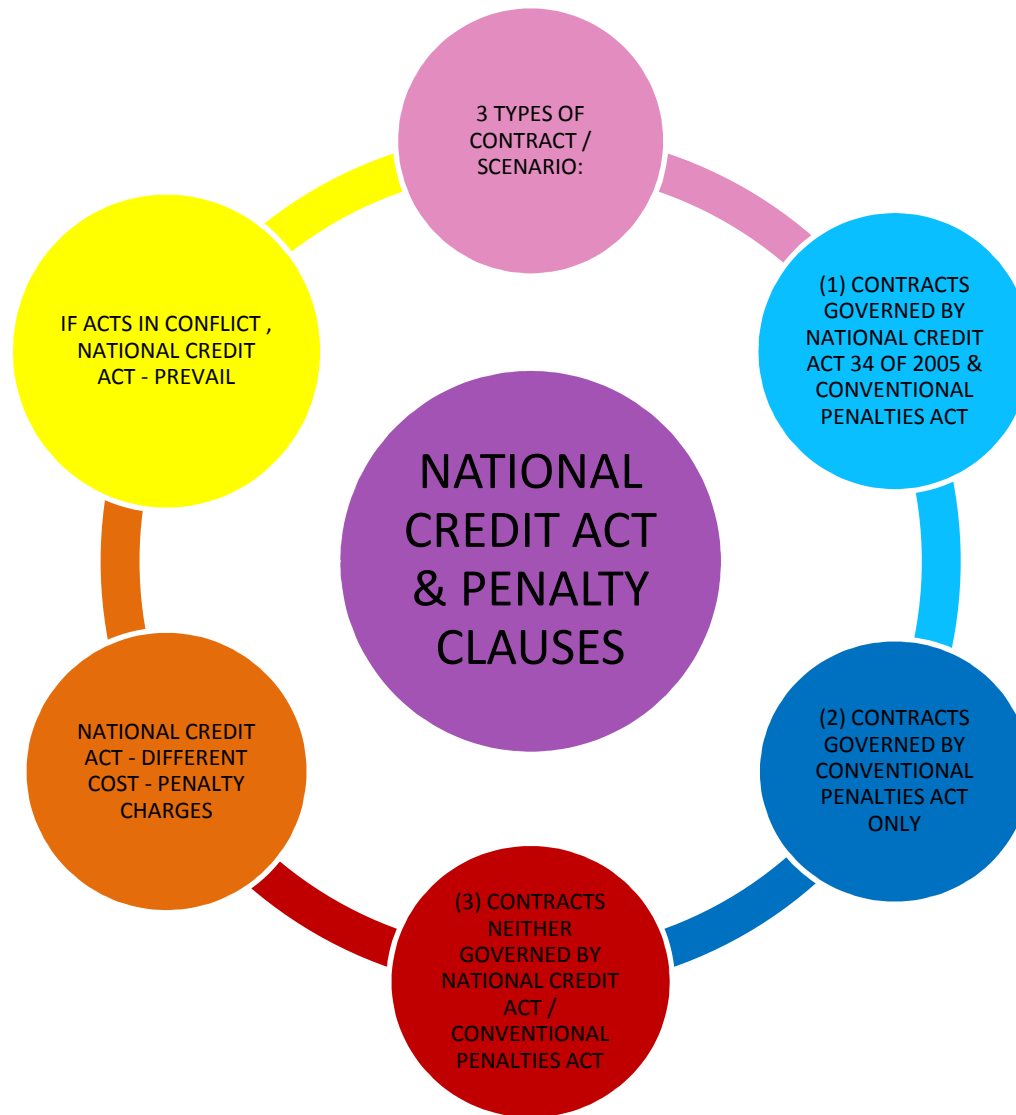 3 TYPES OF
CONTRACT /
SCENARIO:
(1) CONTRACTS
GOVERNED BY
NATIONAL CREDIT
ACT 34 OF 2005 &
CONVENTIONAL
PENALTIES ACT
(2) CONTRACTS
GOVERNED BY
CONVENTIONAL
PENALTIES ACT
ONLY
(3) CONTRACTS
NEITHER
GOVERNED BY
NATIONAL CREDIT
ACT /
CONVENTIONAL
PENALTIES ACT
NATIONAL CREDIT
ACT - DIFFERENT
COST - PENALTY
CHARGES
IF ACTS IN CONFLICT ,
NATIONAL CREDIT
ACT - PREVAIL
NATIONAL
CREDIT ACT
& PENALTY
CLAUSES